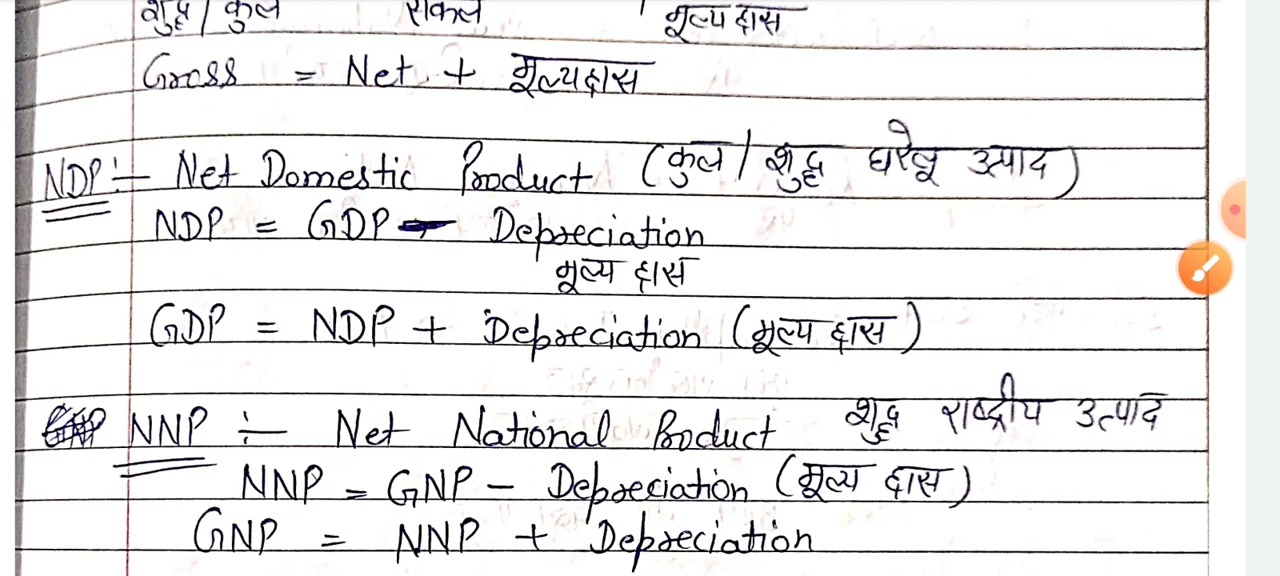 शुद्ध / कुल सकल मूल्य ह्रास
Gross = Net + मूल्यह्रास
NDP :- Net Domestic Product (कुल / शुद्ध घरेलू उत्पाद)
NDP = GDP - Depreciation
मूल्य ह्रास
GDP = NDP + Depreciation (मूल्य ह्रास)
NNP :- Net National Product शुद्ध राष्ट्रीय उत्पाद
NNP = GNP - Depreciation (मूल्य ह्रास)
GNP = NNP + Depreciation